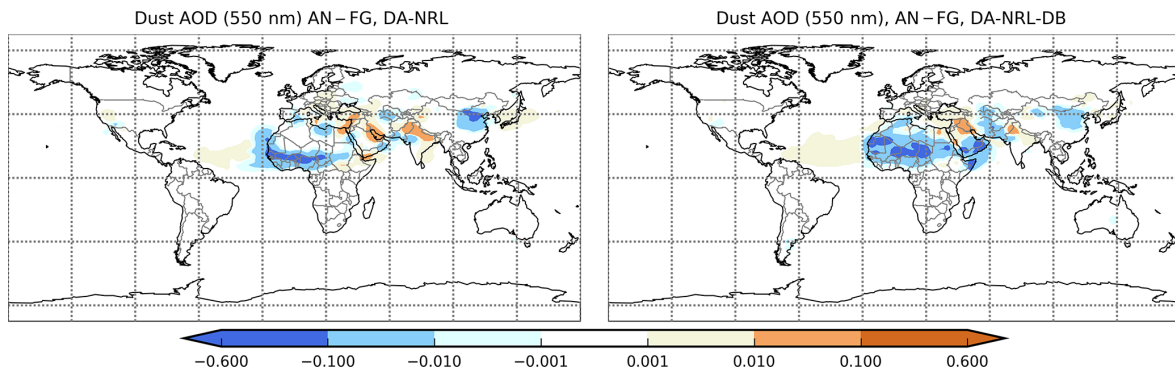 Dust AOD (550 nm) AN−FG, DA-NRL
Dust AOD (550 nm), AN−FG, DA-NRL-DB
−0.600 −0.100 −0.010 −0.001 0.001 0.010 0.100 0.600